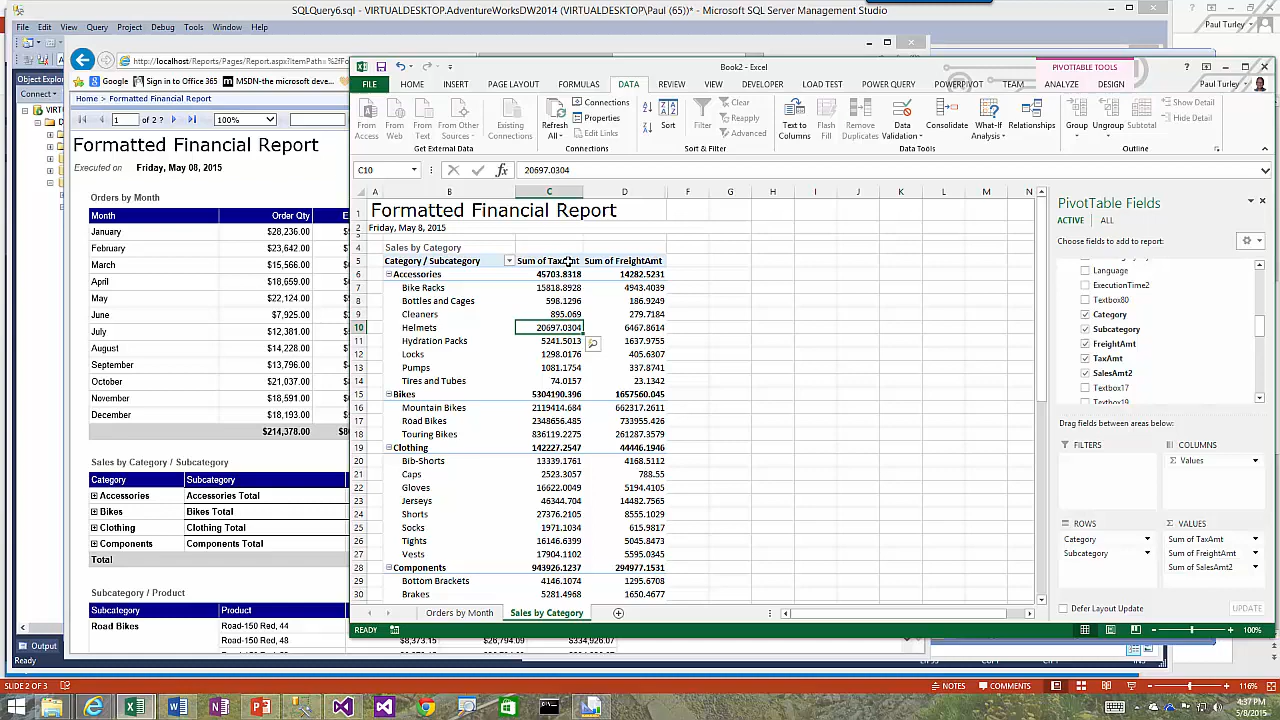 SQLQuery6.sql - VIRTUALDESKTOP.AdventureWorksDW2014 (VIRTUALDESKTOP\Paul (65))* - Microsoft SQL Server Management Studio
File Edit View Project Debug Tools Window Help
Paul Turley
http://localhost/Reports/Pages/Report.aspx?ItemPath=%2fFo
Google Sign in to Office 365 MSDN-the microsoft deve
Home > Formatted Financial Report
1 of 2 ? 100%
Formatted Financial Report
Executed on Friday, May 08, 2015
Orders by Month
Month Order Qty
January $28,236.00
February $23,642.00
March $15,566.00
April $18,659.00
May $22,124.00
June $7,925.00
July $12,381.00
August $14,238.00
September $13,796.00
October $21,037.00
November $18,591.00
December $18,193.00
$214,378.00
Sales by Category / Subcategory
Category Subcategory
Accessories Accessories Total
Bikes Bikes Total
Clothing Clothing Total
Components Components Total
Total
Subcategory / Product
Subcategory Product
Road Bikes Road-150 Red, 44
Road-150 Red, 48 $8,373.15 $26,794.09 $334,926.07
Object Explorer
Connect
Output
Ready
Book2 - Excel
PIVOTTABLE TOOLS
FILE HOME INSERT PAGE LAYOUT FORMULAS DATA REVIEW VIEW DEVELOPER LOAD TEST POWER QUERY POWERPIVOT TEAM ANALYZE DESIGN Paul Turley
From Access From Web From Text From Other Sources Existing Connections
Get External Data
Refresh All Connections Properties Edit Links
Connections
Sort Filter Clear Reapply Advanced
Sort & Filter
Text to Columns Flash Fill Remove Duplicates Data Validation Consolidate What-If Analysis Relationships
Data Tools
Group Ungroup Subtotal Show Detail Hide Detail
Outline
C10 fx 20697.0304
A B C D F G H I J K L M N
1 Formatted Financial Report
2 Friday, May 8, 2015
4 Sales by Category
5 Category / Subcategory Sum of TaxAmt Sum of FreightAmt
6 Accessories 45703.8318 14282.5231
7 Bike Racks 15818.8928 4943.4039
8 Bottles and Cages 598.1296 186.9249
9 Cleaners 895.069 279.7184
10 Helmets 20697.0304 6467.8614
11 Hydration Packs 5241.5013 1637.9755
12 Locks 1298.0176 405.6307
13 Pumps 1081.1754 337.8741
14 Tires and Tubes 74.0157 23.1342
15 Bikes 5304190.396 1657560.045
16 Mountain Bikes 2119414.684 662317.2611
17 Road Bikes 2348656.485 733955.426
18 Touring Bikes 836119.2275 261287.3579
19 Clothing 142227.2547 44446.1946
20 Bib-Shorts 13339.1761 4168.5112
21 Caps 2523.3057 788.55
22 Gloves 16622.0049 5194.4105
23 Jerseys 46344.704 14482.7565
24 Shorts 27376.2105 8555.1029
25 Socks 1971.1034 615.9817
26 Tights 16146.6399 5045.8473
27 Vests 17904.1102 5595.0345
28 Components 943926.1237 294977.1531
29 Bottom Brackets 4146.1074 1295.6708
30 Brakes 5281.4968 1650.4677
Orders by Month Sales by Category
READY 100%
PivotTable Fields
ACTIVE ALL
Choose fields to add to report:
Language
ExecutionTime2
Textbox80
Category
Subcategory
FreightAmt
TaxAmt
SalesAmt2
Textbox17
Textbox19
Drag fields between areas below:
FILTERS COLUMNS
Σ Values
ROWS Σ VALUES
Category Sum of TaxAmt
Subcategory Sum of FreightAmt
Sum of SalesAmt2
Defer Layout Update UPDATE
SLIDE 2 OF 3 NOTES COMMENTS 116%
4:37 PM
5/8/2015